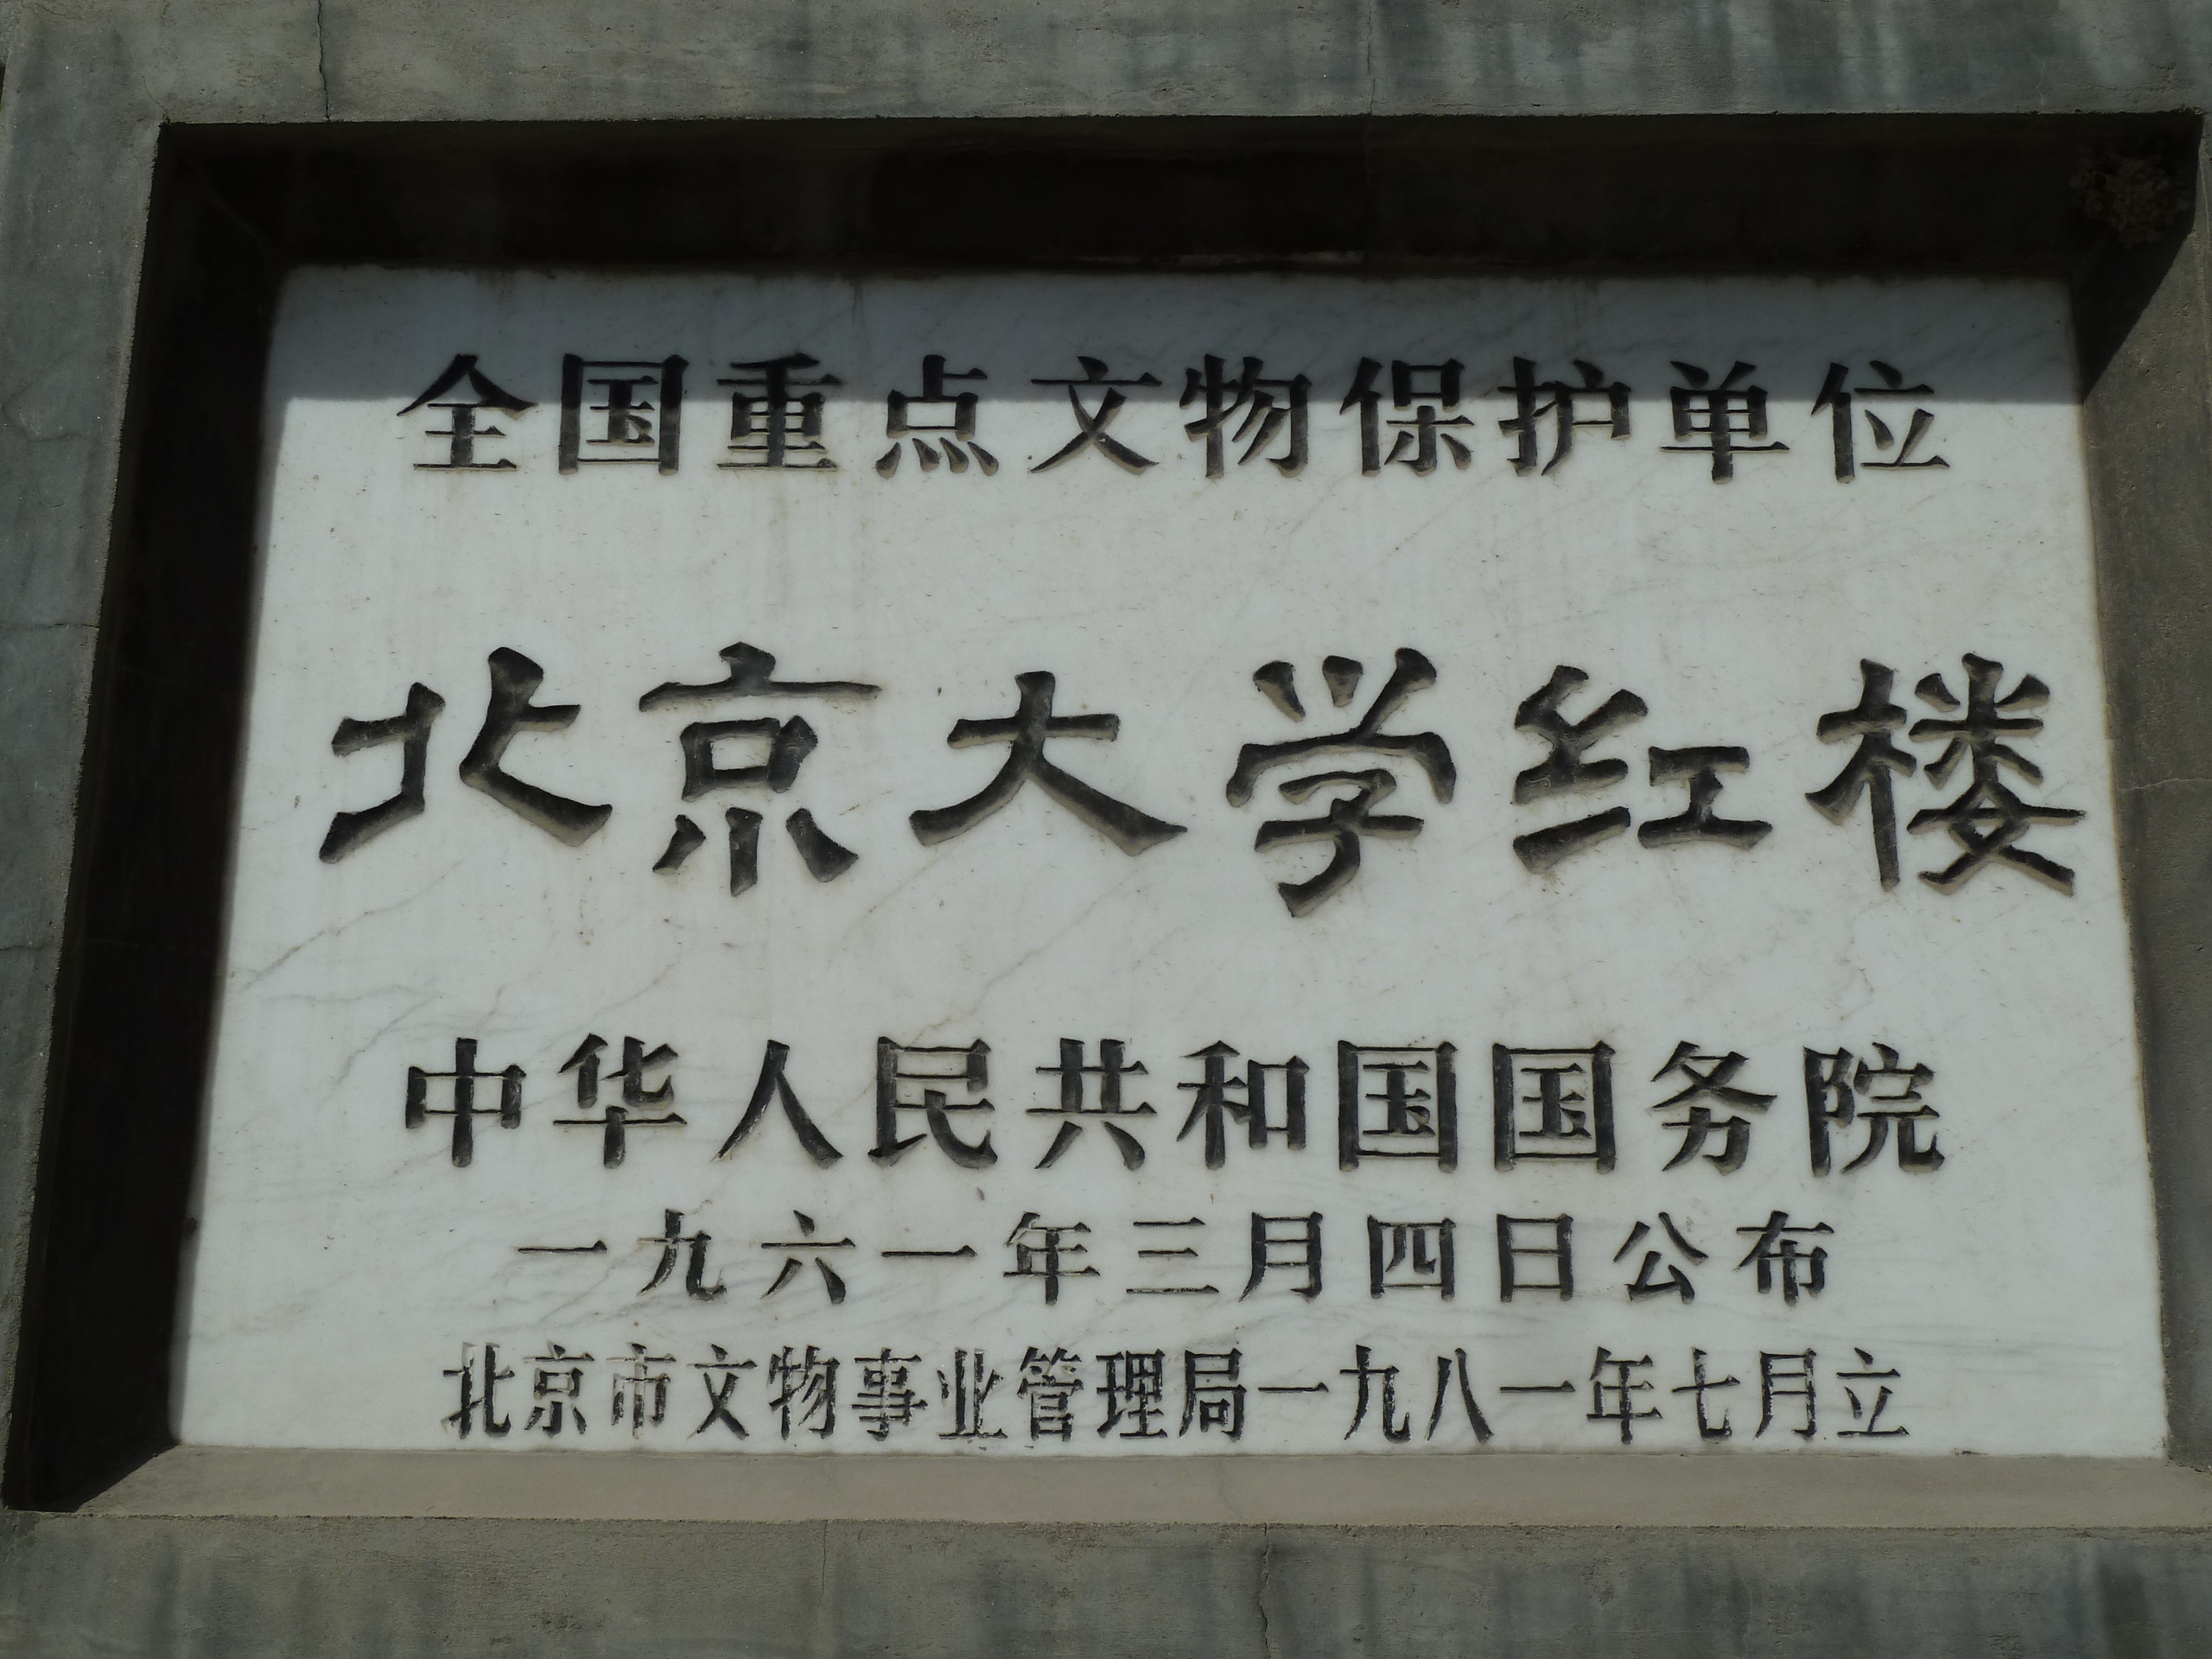 全国重点文物保护单位
北京大学红楼
中华人民共和国国务院
一九六一年三月四日公布
北京市文物事业管理局一九八一年七月立